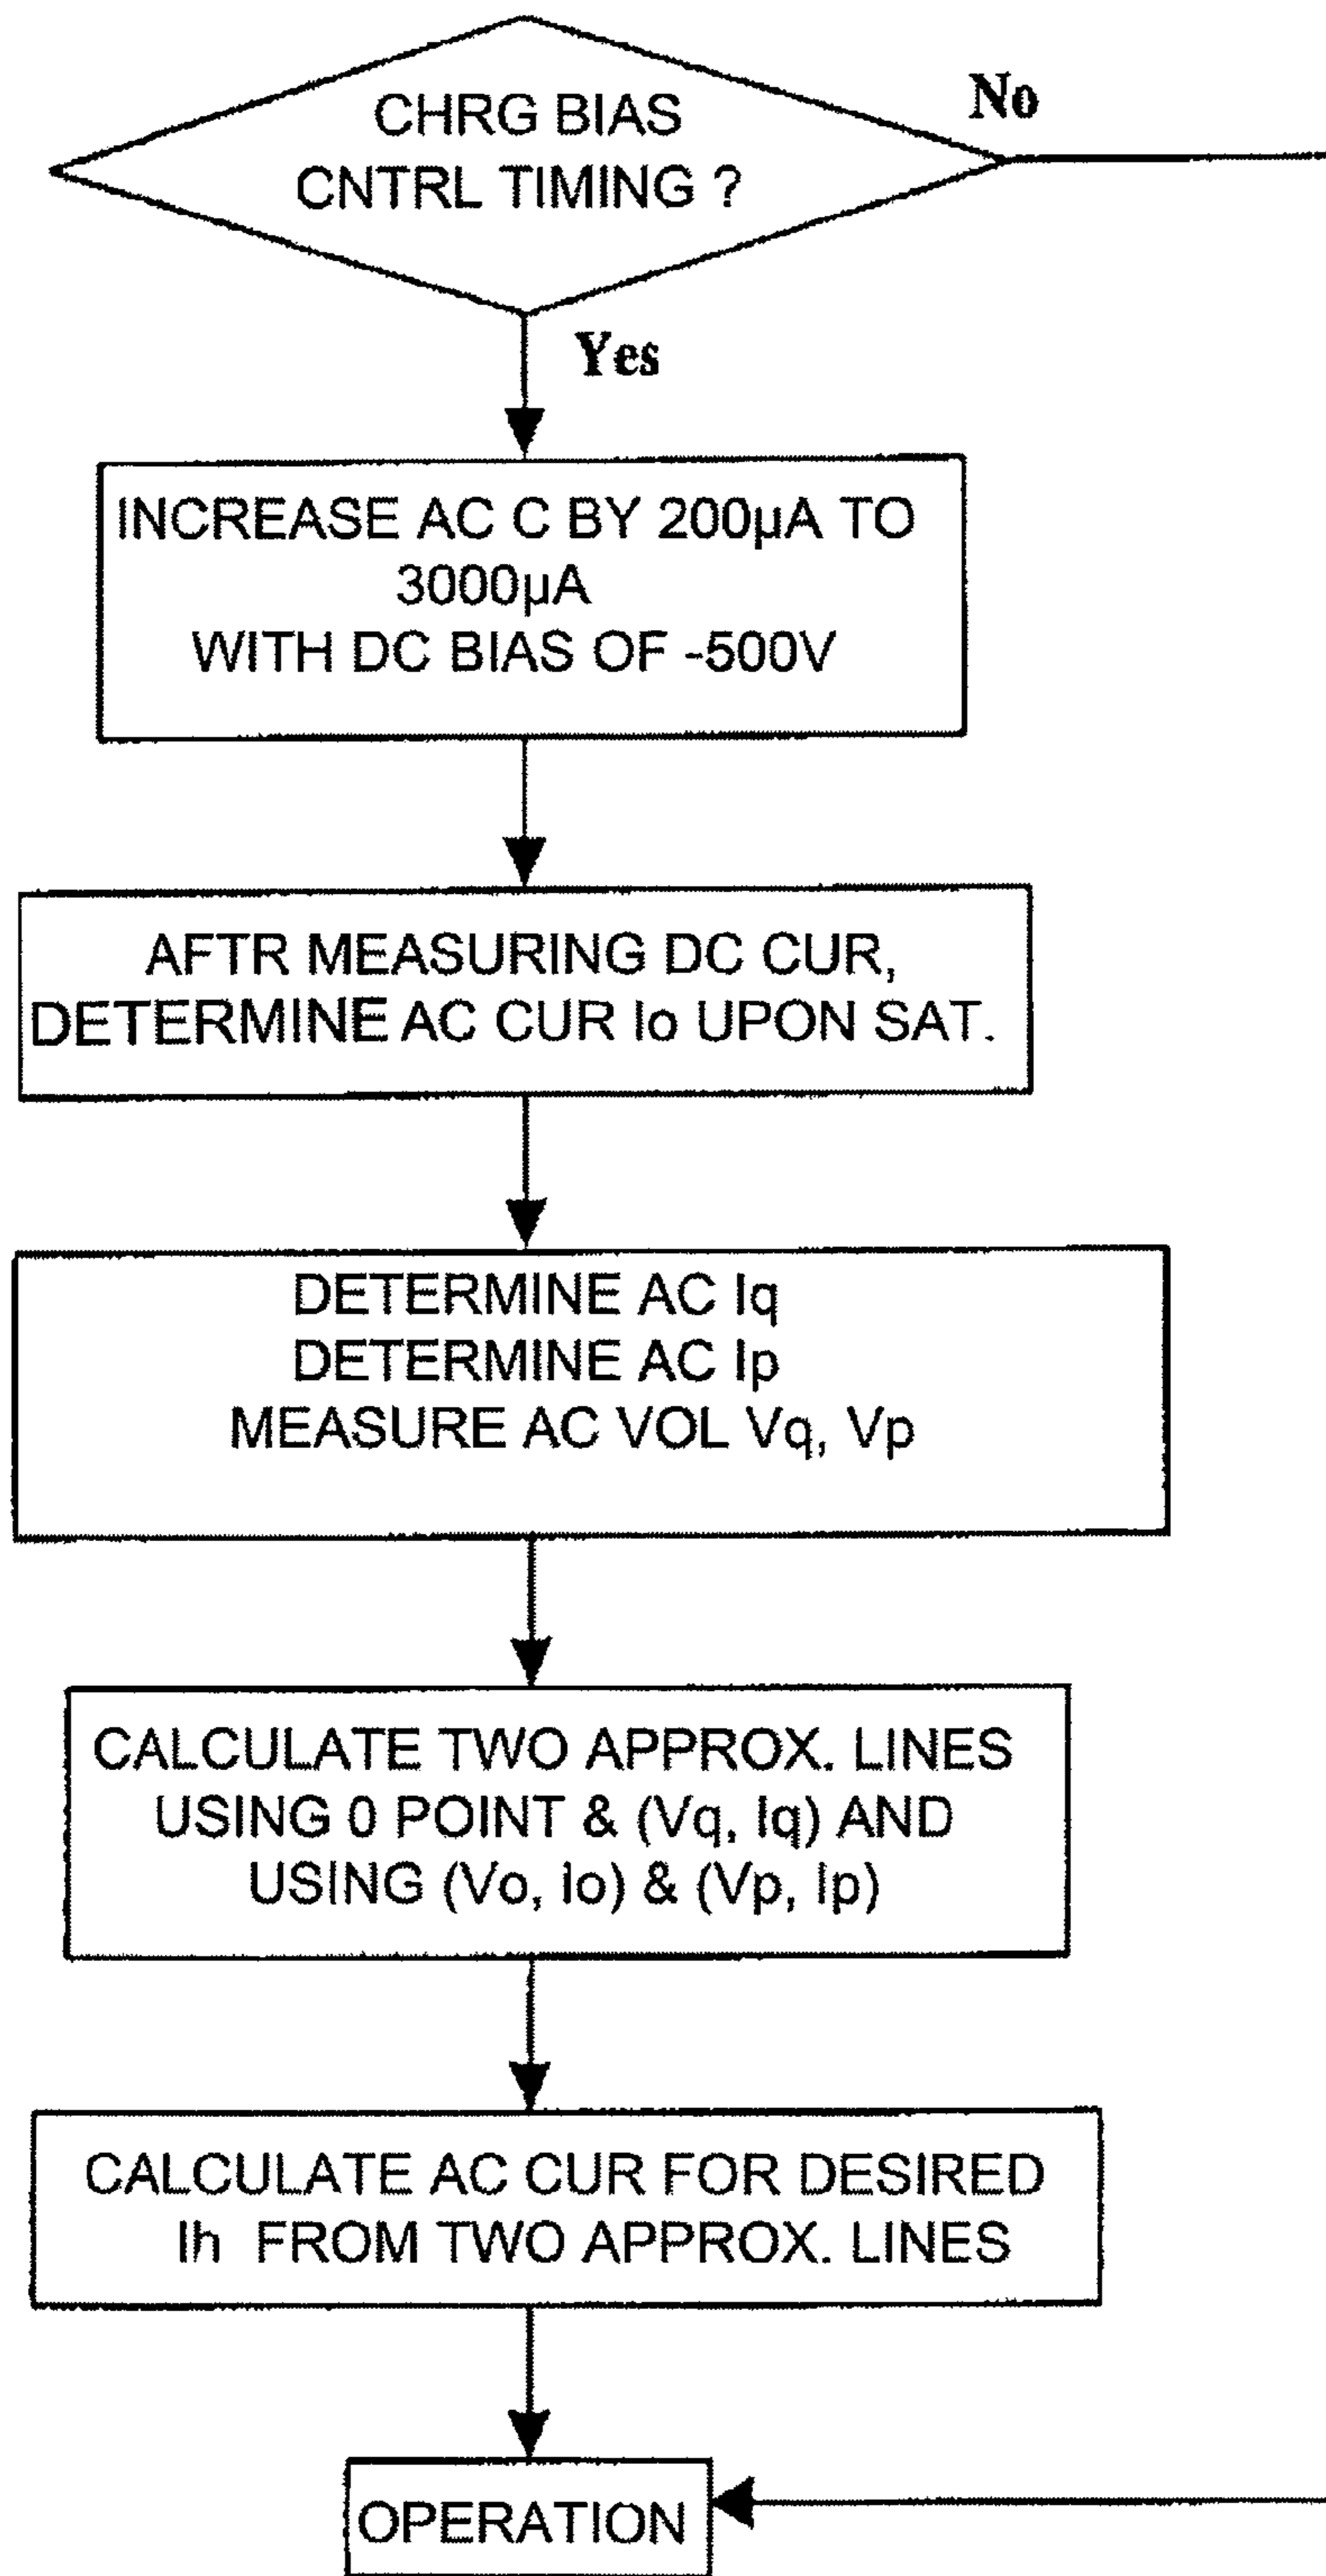 CHRG BIAS
CNTRL TIMING ?
No
Yes
INCREASE AC C BY 200µA TO
3000µA
WITH DC BIAS OF -500V
AFTR MEASURING DC CUR,
DETERMINE AC CUR Io UPON SAT.
DETERMINE AC Iq
DETERMINE AC Ip
MEASURE AC VOL Vq, Vp
CALCULATE TWO APPROX. LINES
USING 0 POINT & (Vq, Iq) AND
USING (Vo, Io) & (Vp, Ip)
CALCULATE AC CUR FOR DESIRED
Ih FROM TWO APPROX. LINES
OPERATION